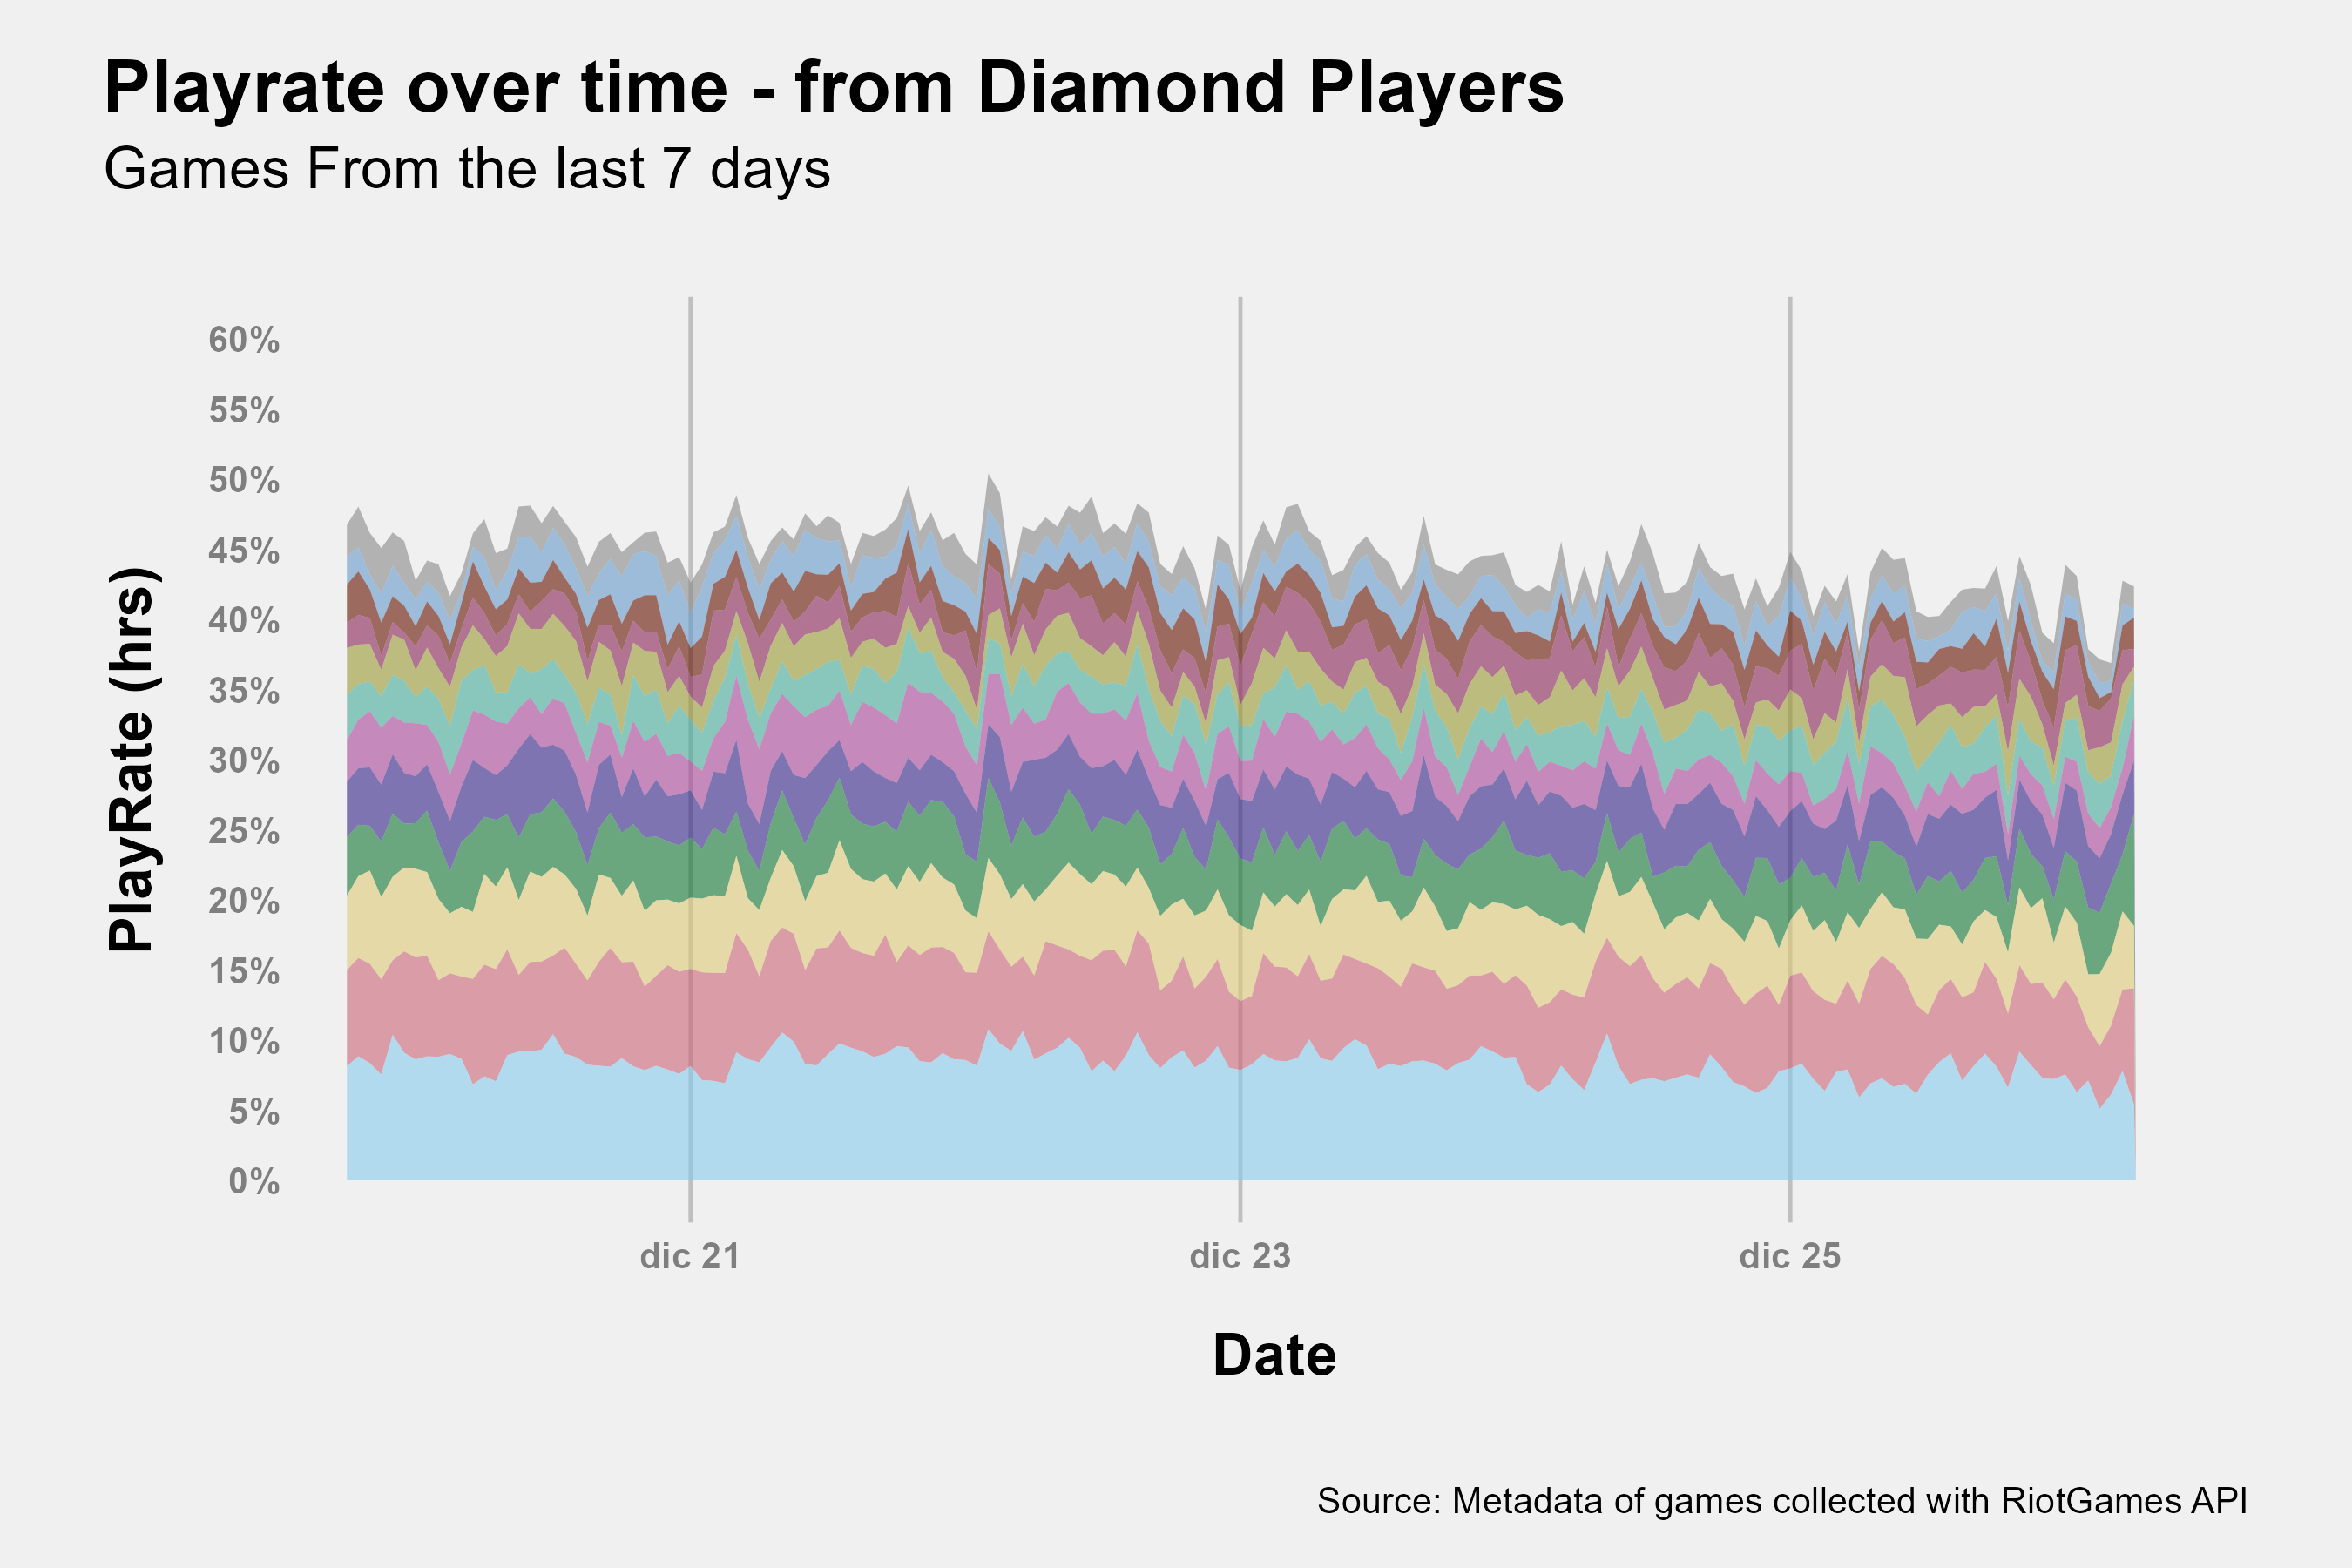 Playrate over time - from Diamond Players
Games From the last 7 days
60%
55%
50%
45%
40%
35%
30%
25%
20%
15%
10%
5%
0%
PlayRate (hrs)
dic 21
dic 23
dic 25
Date
Source: Metadata of games collected with RiotGames API